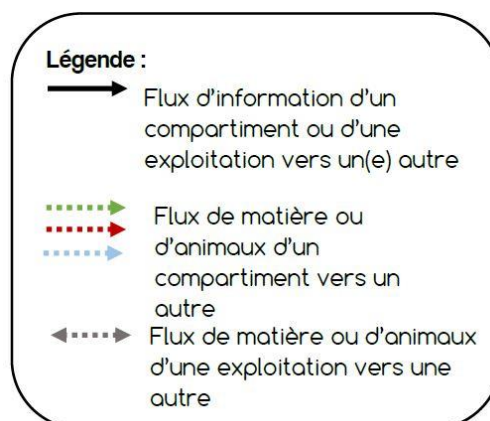 Légende :
Flux d'information d'un
compartiment ou d'une
exploitation vers un(e) autre
Flux de matière ou
d'animaux d'un
compartiment vers un
autre
Flux de matière ou d'animaux
d'une exploitation vers une
autre